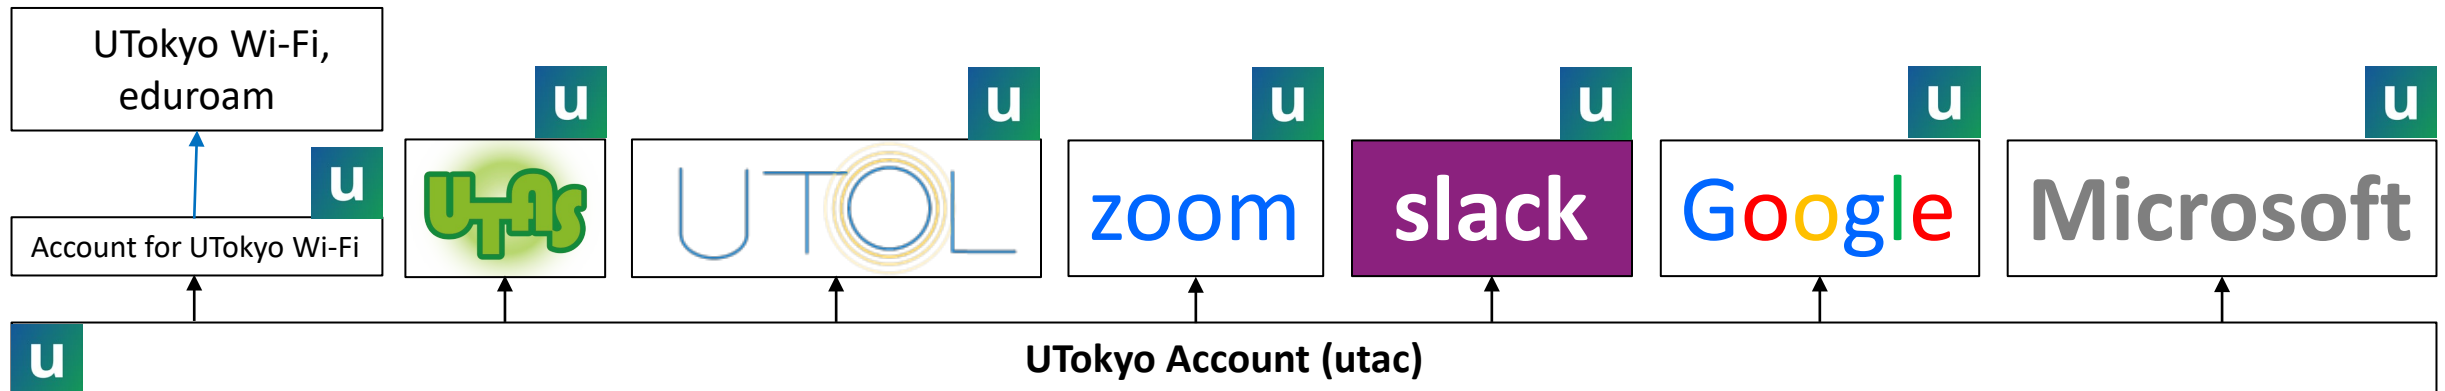 UTokyo Wi-Fi,
eduroam
u
u
u
u
u
u
u
Account for UTokyo Wi-Fi
UTAS
UTOL
zoom
slack
Google
Microsoft
u
UTokyo Account (utac)